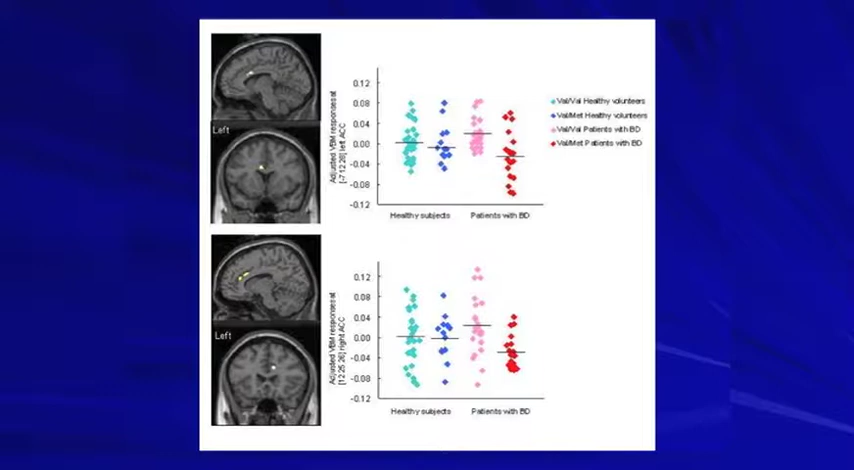 Left
Adjusted VBM responses at
[-7 12 28] left ACC
0.12
0.08
0.04
0.00
-0.04
-0.08
-0.12
Healthy subjects
Patients with BD
Val/Val Healthy volunteers
Val/Met Healthy volunteers
Val/Val Patients with BD
Val/Met Patients with BD
Left
Adjusted VBM responses at
[12 25 26] right ACC
0.12
0.08
0.04
0.00
-0.04
-0.08
-0.12
Healthy subjects
Patients with BD